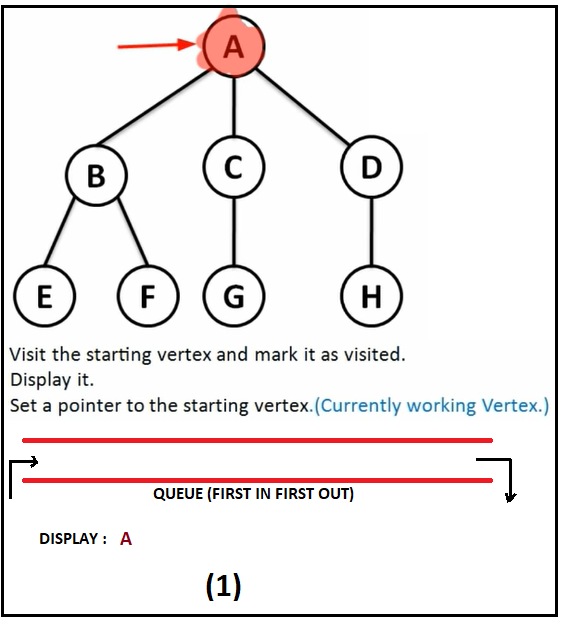 A
B
C
D
E
F
G
H
Visit the starting vertex and mark it as visited.
Display it.
Set a pointer to the starting vertex.(Currently working Vertex.)
QUEUE (FIRST IN FIRST OUT)
DISPLAY : A
(1)